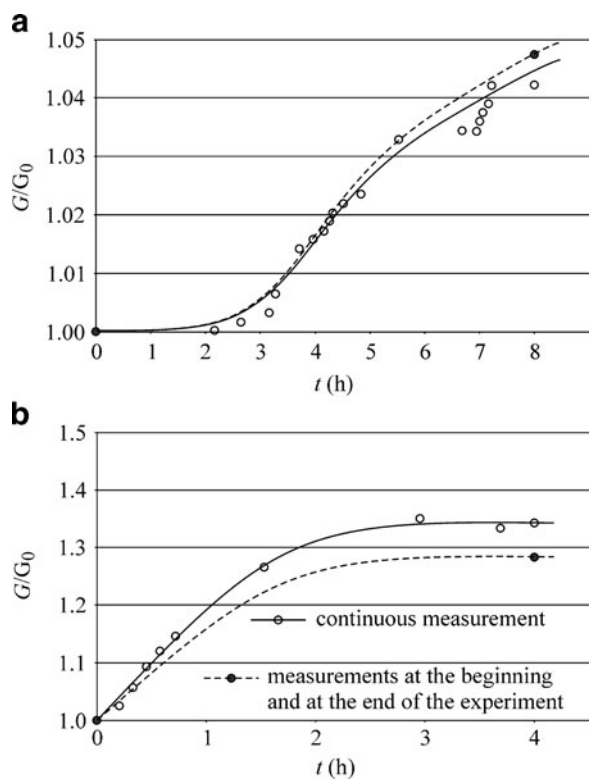 a
1.05
1.04
1.03
1.02
1.01
1.00
G/G0
0 1 2 3 4 5 6 7 8
t (h)
b
1.5
1.4
1.3
1.2
1.1
1.0
G/G0
continuous measurement
measurements at the beginning
and at the end of the experiment
0 1 2 3 4
t (h)